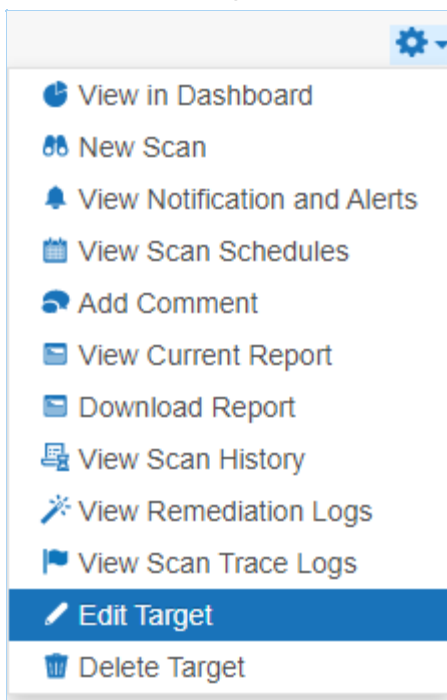 View in Dashboard
New Scan
View Notification and Alerts
View Scan Schedules
Add Comment
View Current Report
Download Report
View Scan History
View Remediation Logs
View Scan Trace Logs
Edit Target
Delete Target